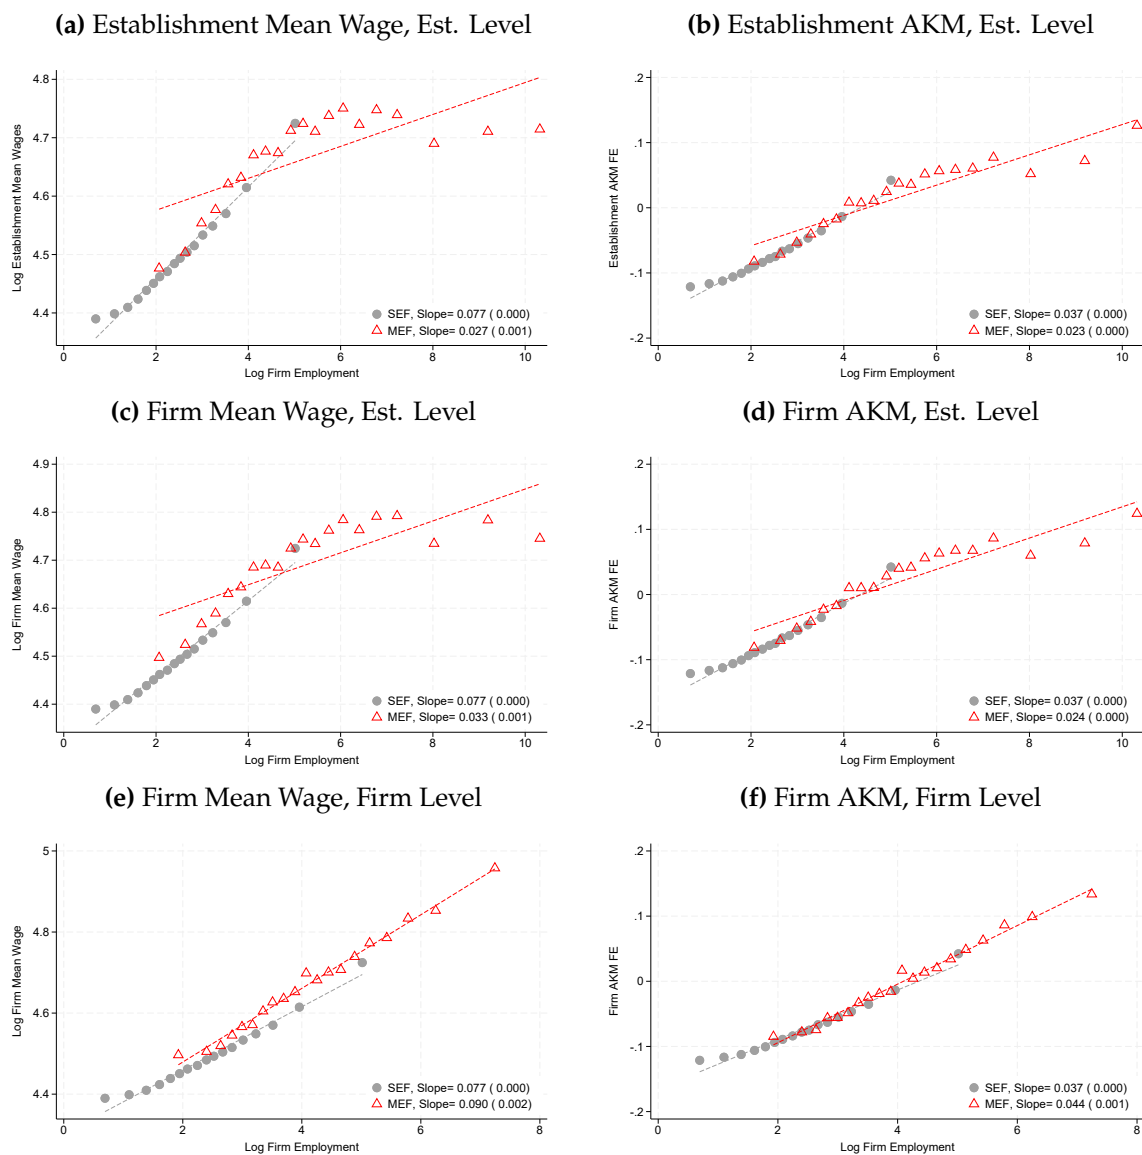 (a) Establishment Mean Wage, Est. Level
4.8
4.7
4.6
4.5
4.4
Log Establishment Mean Wages
SEF, Slope= 0.077 ( 0.000)
MEF, Slope= 0.027 ( 0.001)
0 2 4 6 8 10
Log Firm Employment
(b) Establishment AKM, Est. Level
.2
.1
0
-.1
-.2
Establishment AKM FE
SEF, Slope= 0.037 ( 0.000)
MEF, Slope= 0.023 ( 0.000)
0 2 4 6 8 10
Log Firm Employment
(c) Firm Mean Wage, Est. Level
4.9
4.8
4.7
4.6
4.5
4.4
Log Firm Mean Wage
SEF, Slope= 0.077 ( 0.000)
MEF, Slope= 0.033 ( 0.001)
0 2 4 6 8 10
Log Firm Employment
(d) Firm AKM, Est. Level
.2
.1
0
-.1
-.2
Firm AKM FE
SEF, Slope= 0.037 ( 0.000)
MEF, Slope= 0.024 ( 0.000)
0 2 4 6 8 10
Log Firm Employment
(e) Firm Mean Wage, Firm Level
5
4.8
4.6
4.4
Log Firm Mean Wage
SEF, Slope= 0.077 ( 0.000)
MEF, Slope= 0.090 ( 0.002)
0 2 4 6 8
Log Firm Employment
(f) Firm AKM, Firm Level
.2
.1
0
-.1
-.2
Firm AKM FE
SEF, Slope= 0.037 ( 0.000)
MEF, Slope= 0.044 ( 0.001)
0 2 4 6 8
Log Firm Employment